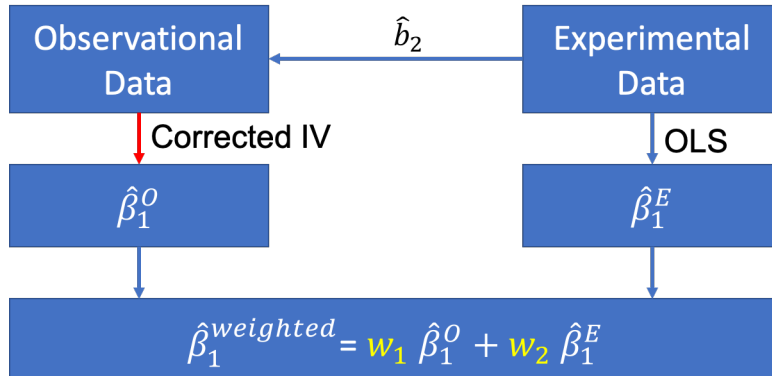 Observational
Data
b̂₂
Experimental
Data
Corrected IV
OLS
β̂₁ᴼ
β̂₁ᴱ
β̂₁ʷᵉⁱᵍʰᵗᵉᵈ = w₁ β̂₁ᴼ + w₂ β̂₁ᴱ